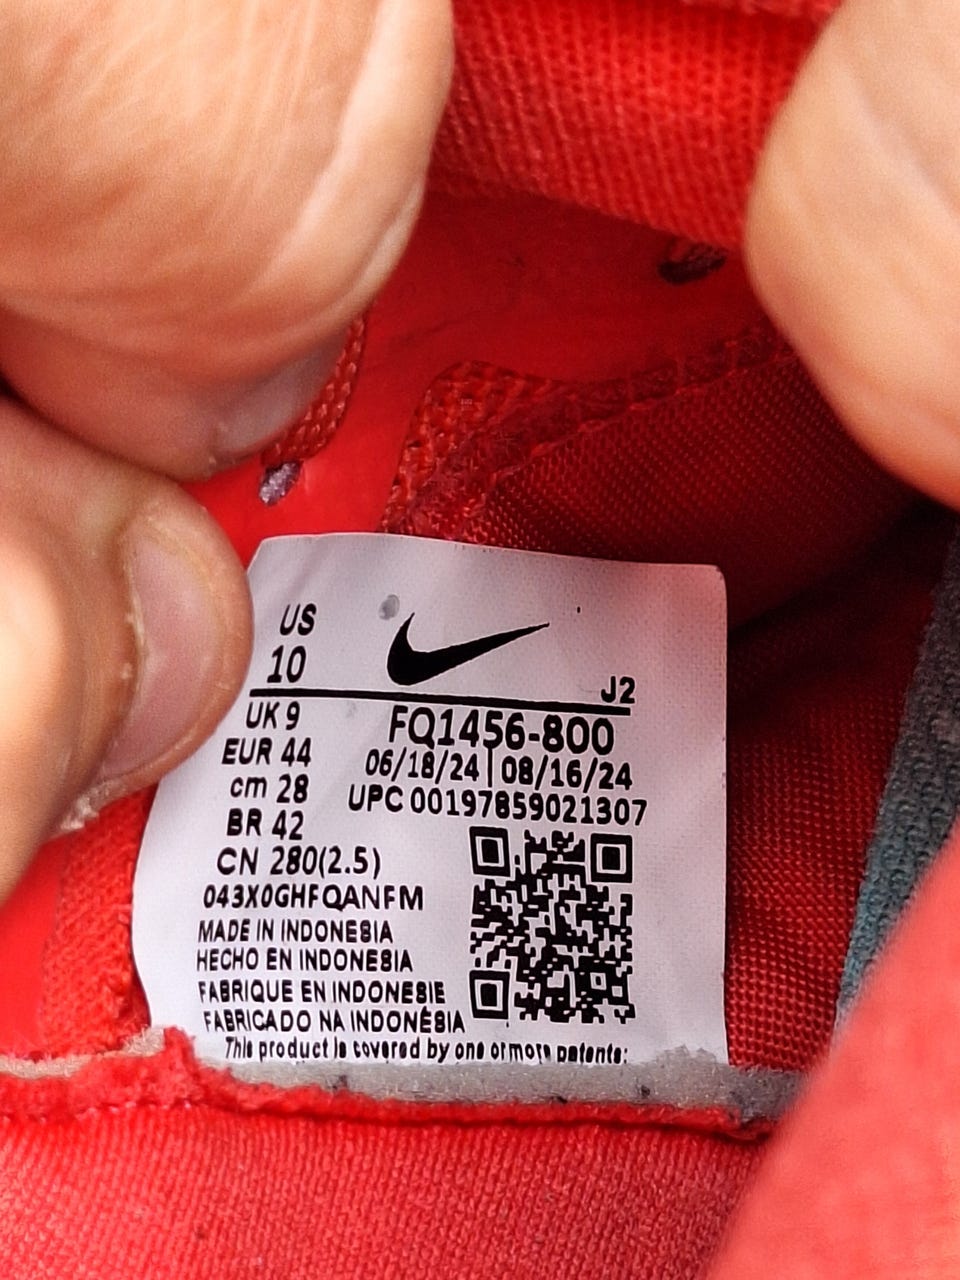 US
10
J2
UK 9
FQ1456-800
EUR 44
06/18/24 | 08/16/24
cm 28
UPC 00197859021307
BR 42
CN 280(2.5)
043X0GHFQANFM
MADE IN INDONESIA
HECHO EN INDONESIA
FABRIQUE EN INDONESIE
FABRICADO NA INDONÉSIA
This product is covered by one or more patents: